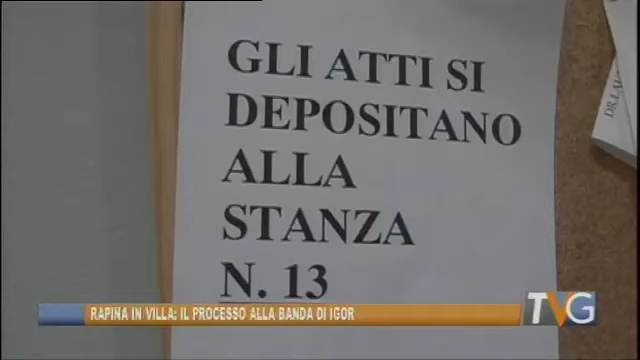 GLI ATTI SI
DEPOSITANO
ALLA
STANZA
N. 13
RAPINA IN VILLA: IL PROCESSO ALLA BANDA DI IGOR
TVG